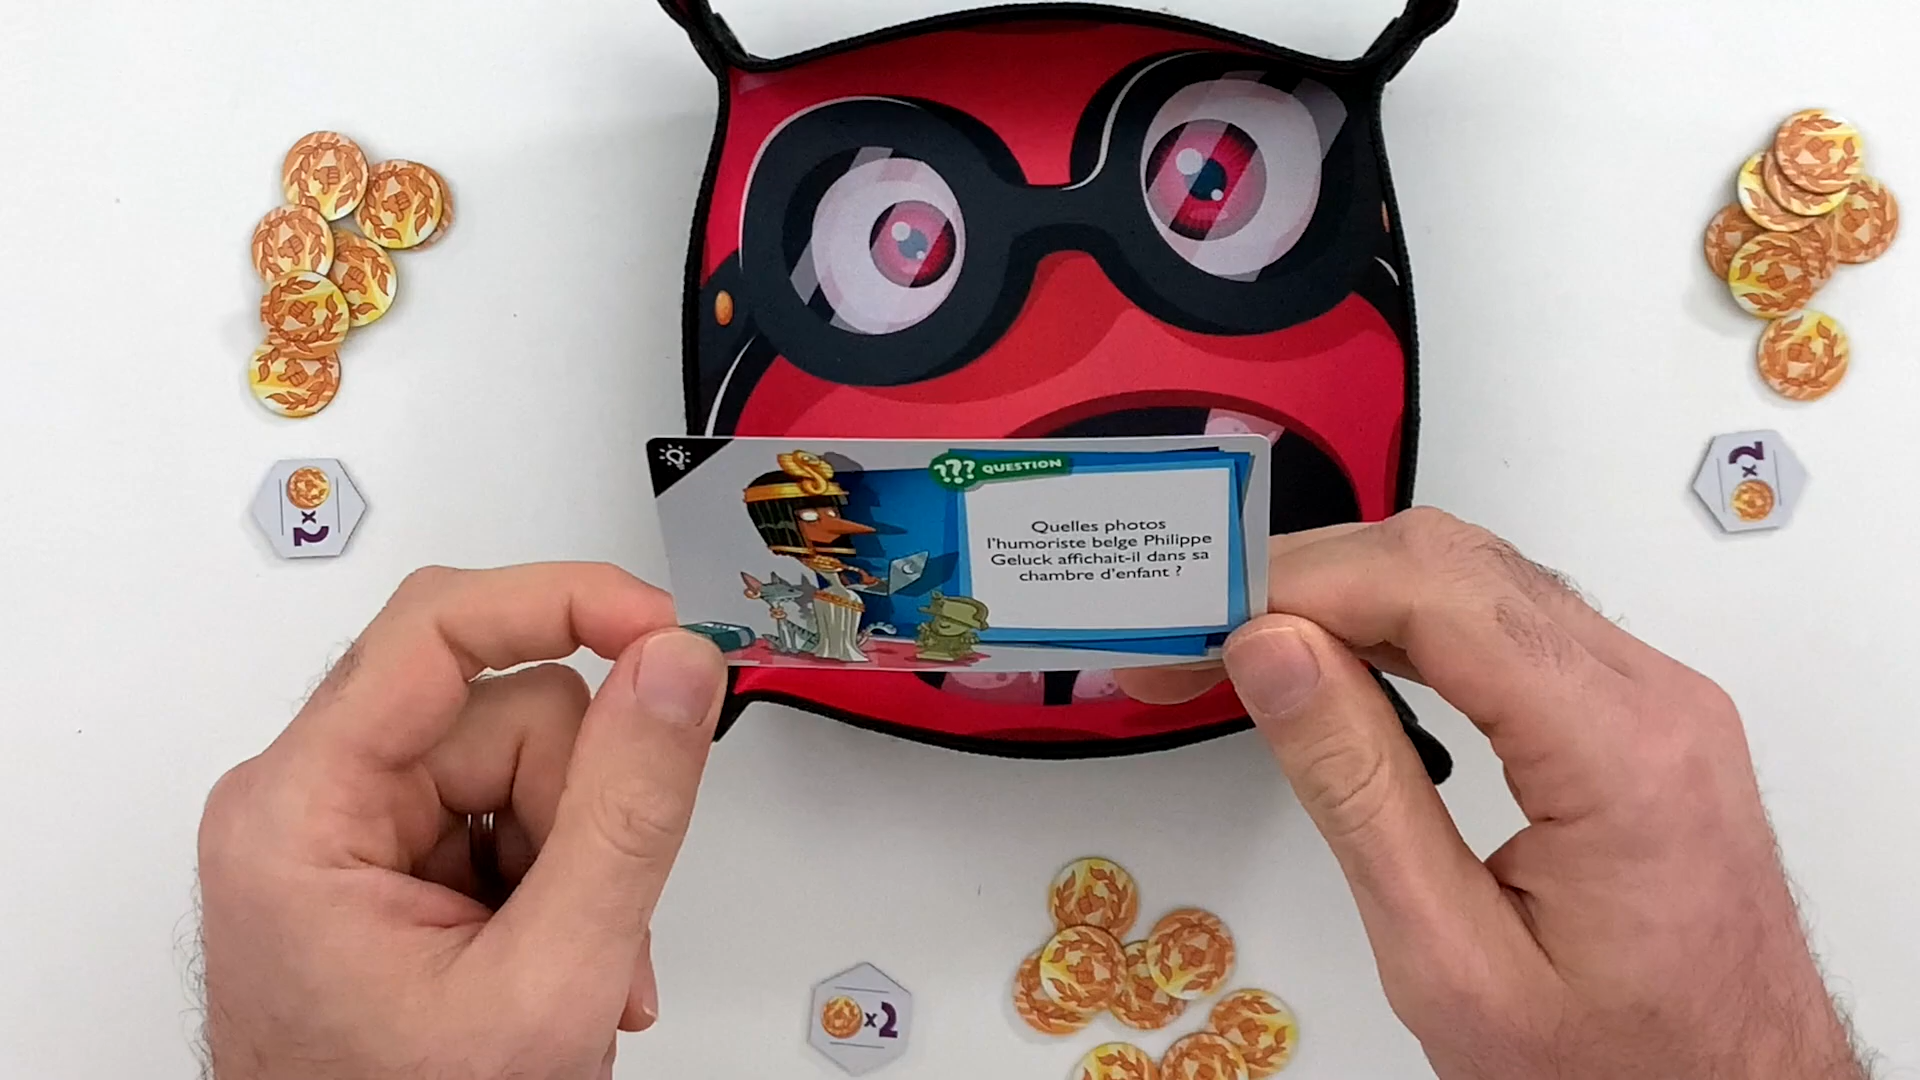 ??? QUESTION
Quelles photos
l'humoriste belge Philippe
Geluck affichait-il dans sa
chambre d'enfant ?
x2
x2
x2